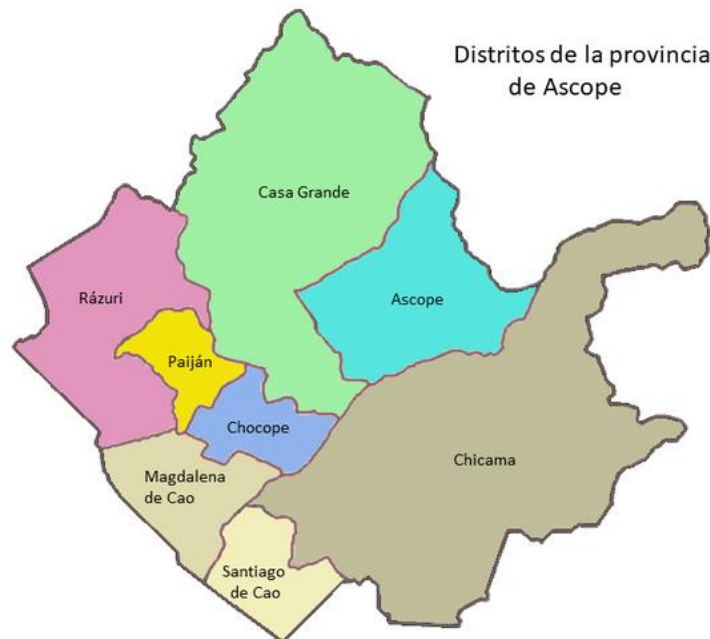 Distritos de la provincia
de Ascope
Casa Grande
Rázuri
Ascope
Paiján
Chocope
Chicama
Magdalena
de Cao
Santiago
de Cao